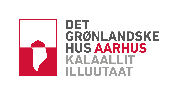 DET
GRØNLANDSKE
HUS AARHUS
KALAALLIT
ILLUUTAAT